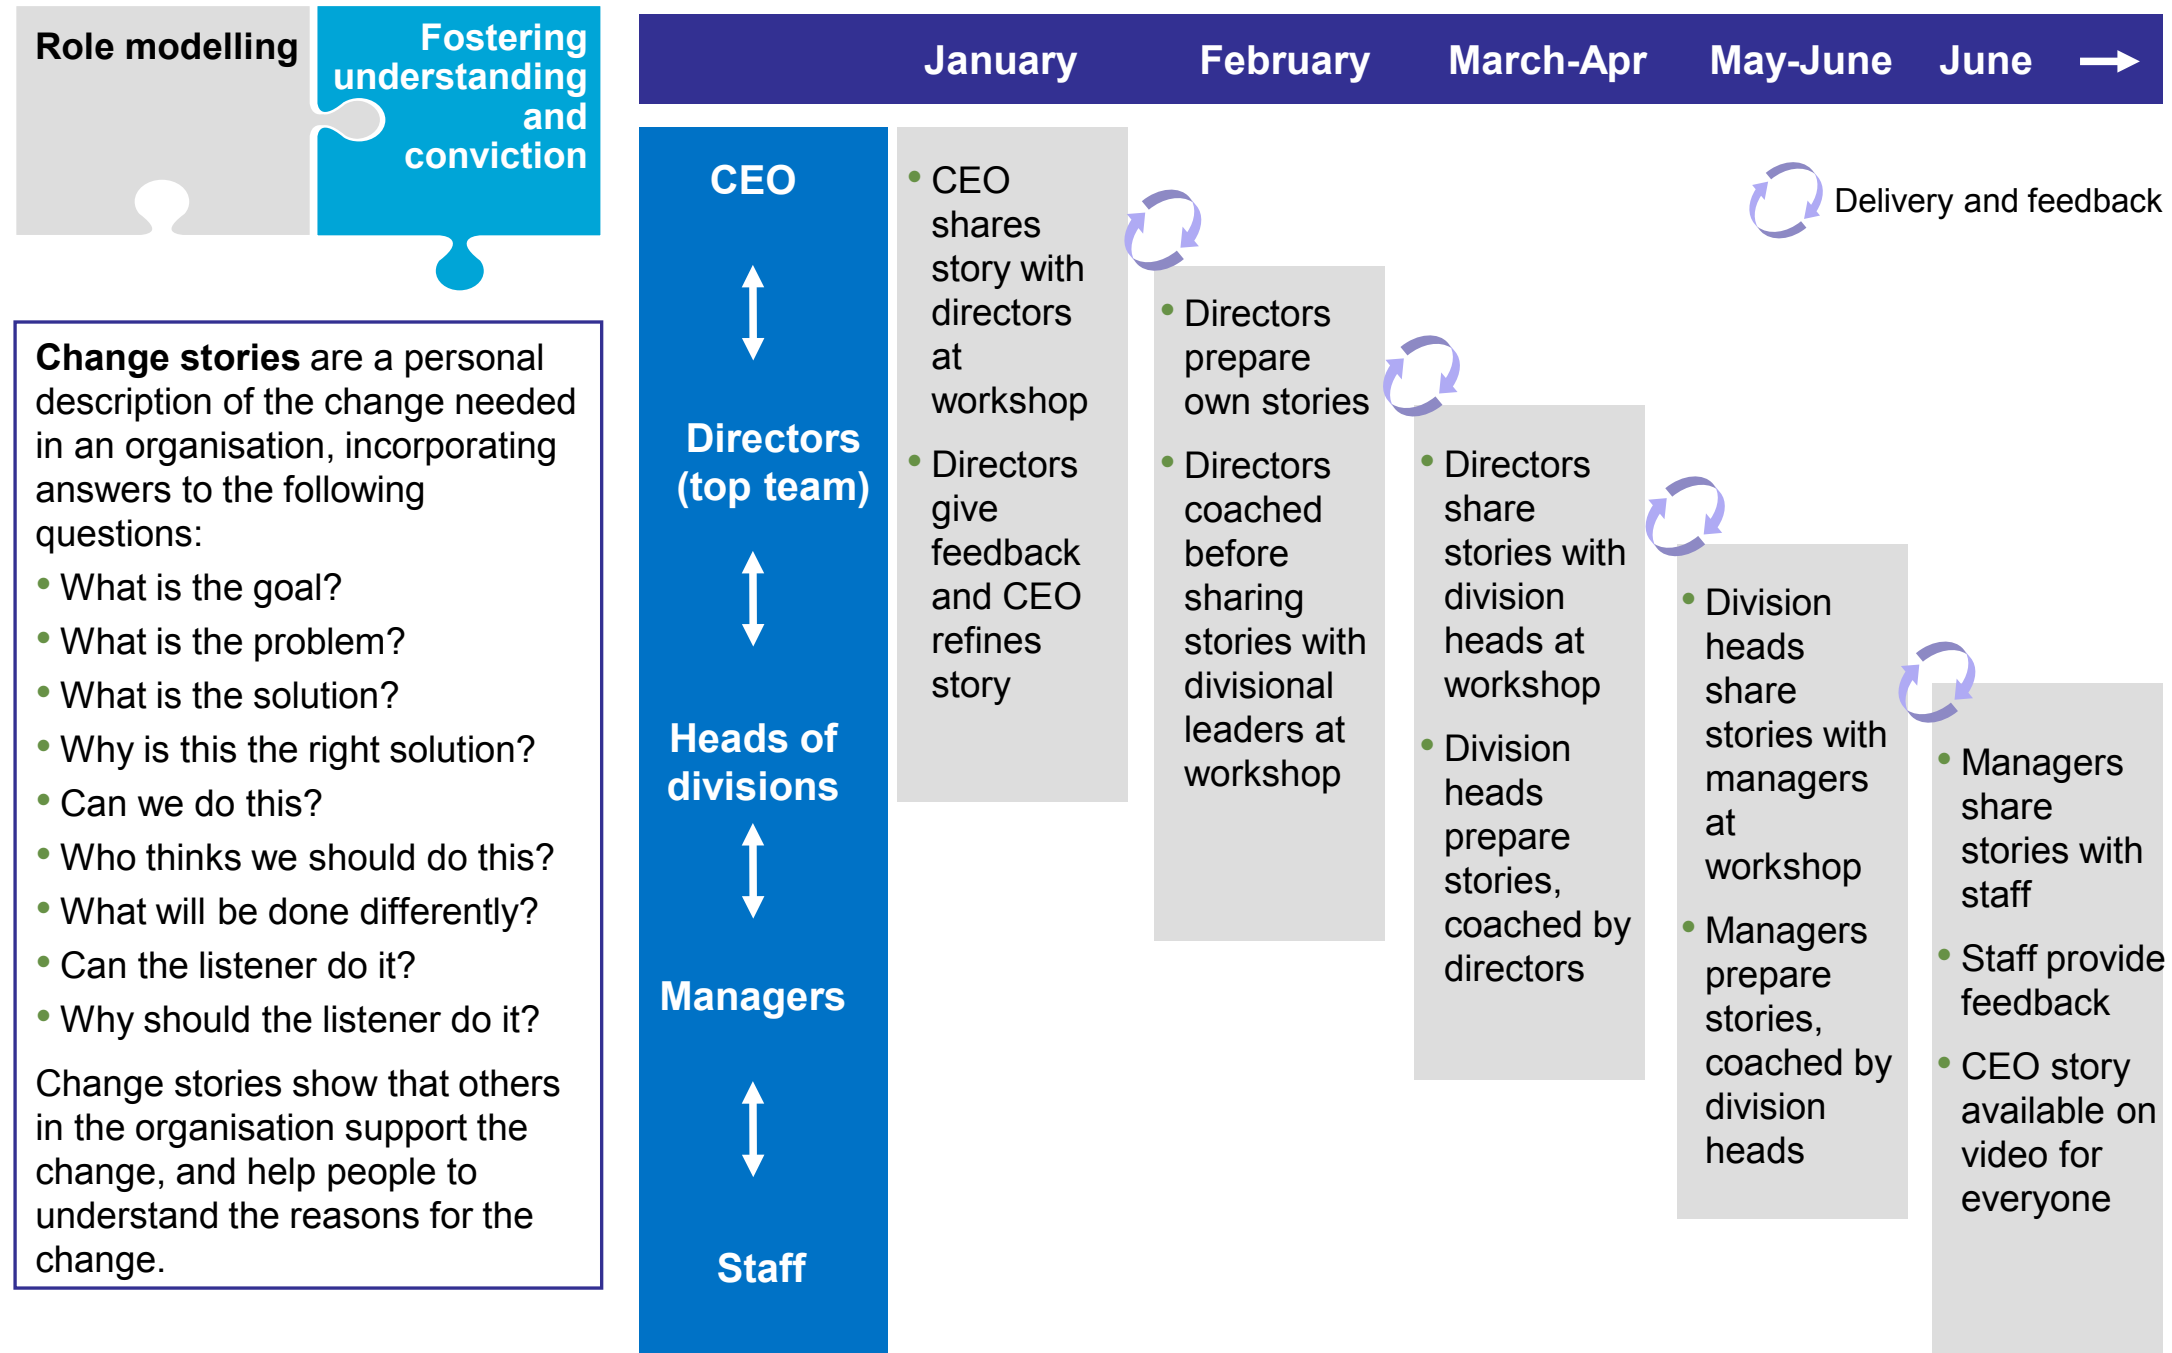 Role modelling
Fostering
understanding
and
conviction
Change stories are a personal
description of the change needed
in an organisation, incorporating
answers to the following
questions:
• What is the goal?
• What is the problem?
• What is the solution?
• Why is this the right solution?
• Can we do this?
• Who thinks we should do this?
• What will be done differently?
• Can the listener do it?
• Why should the listener do it?
Change stories show that others
in the organisation support the
change, and help people to
understand the reasons for the
change.
January February March-Apr May-June June
CEO
Directors
(top team)
Heads of
divisions
Managers
Staff
Delivery and feedback
• CEO
shares
story with
directors
at
workshop
• Directors
give
feedback
and CEO
refines
story
• Directors
prepare
own stories
• Directors
coached
before
sharing
stories with
divisional
leaders at
workshop
• Directors
share
stories with
division
heads at
workshop
• Division
heads
prepare
stories,
coached by
directors
• Division
heads
share
stories with
managers
at
workshop
• Managers
prepare
stories,
coached by
division
heads
• Managers
share
stories with
staff
• Staff provide
feedback
• CEO story
available on
video for
everyone